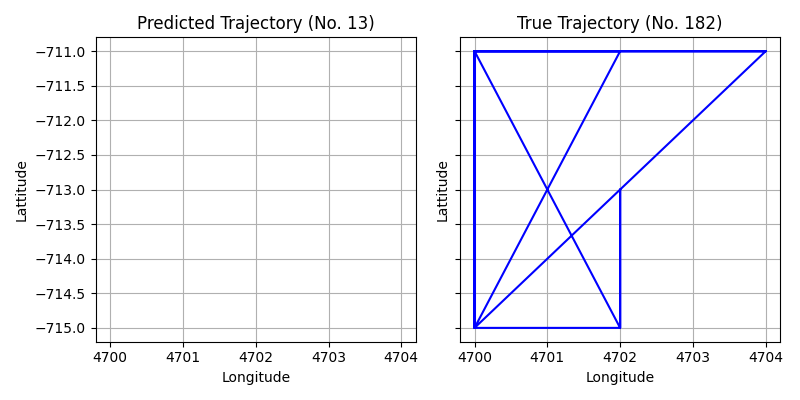 Predicted Trajectory (No. 13)
−711.0
−711.5
−712.0
−712.5
−713.0
−713.5
−714.0
−714.5
−715.0
Lattitude
4700 4701 4702 4703 4704
Longitude
True Trajectory (No. 182)
Lattitude
4700 4701 4702 4703 4704
Longitude